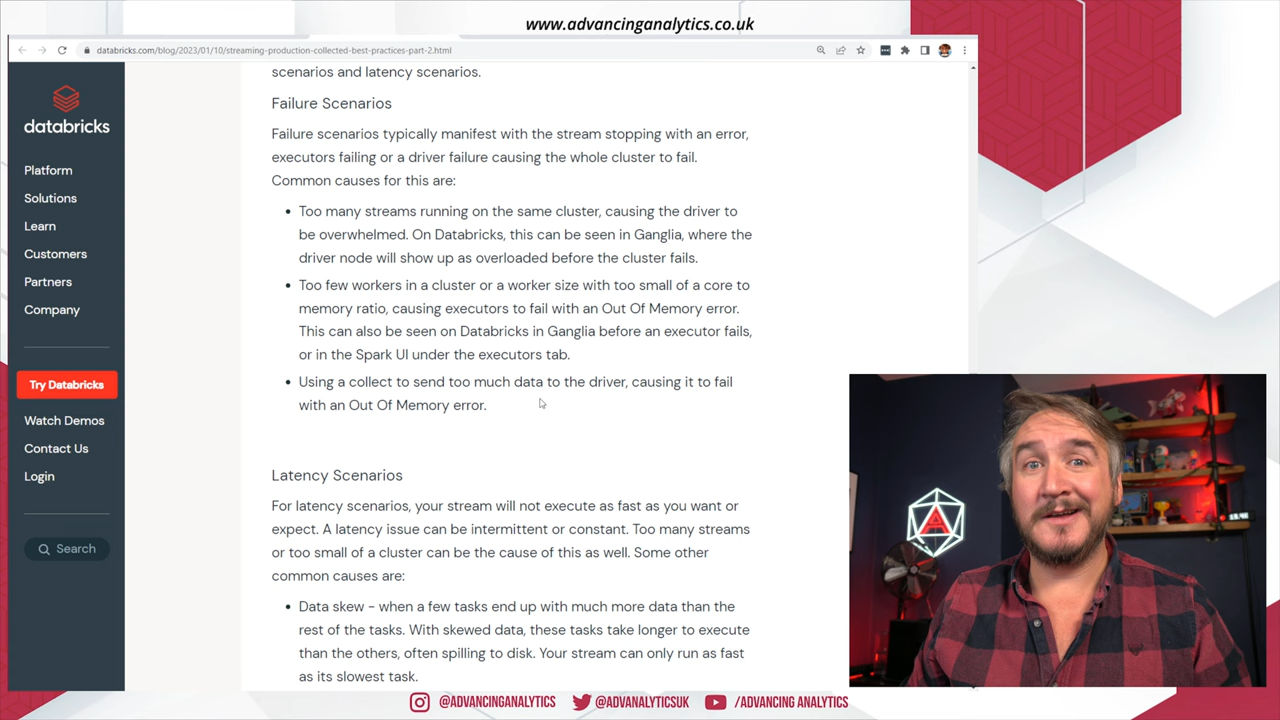 www.advancinganalytics.co.uk
databricks.com/blog/2023/01/10/streaming-production-collected-best-practices-part-2.html
databricks
Platform
Solutions
Learn
Customers
Partners
Company
Try Databricks
Watch Demos
Contact Us
Login
Search
scenarios and latency scenarios.
Failure Scenarios
Failure scenarios typically manifest with the stream stopping with an error,
executors failing or a driver failure causing the whole cluster to fail.
Common causes for this are:
• Too many streams running on the same cluster, causing the driver to
be overwhelmed. On Databricks, this can be seen in Ganglia, where the
driver node will show up as overloaded before the cluster fails.
• Too few workers in a cluster or a worker size with too small of a core to
memory ratio, causing executors to fail with an Out Of Memory error.
This can also be seen on Databricks in Ganglia before an executor fails,
or in the Spark UI under the executors tab.
• Using a collect to send too much data to the driver, causing it to fail
with an Out Of Memory error.
Latency Scenarios
For latency scenarios, your stream will not execute as fast as you want or
expect. A latency issue can be intermittent or constant. Too many streams
or too small of a cluster can be the cause of this as well. Some other
common causes are:
• Data skew - when a few tasks end up with much more data than the
rest of the tasks. With skewed data, these tasks take longer to execute
than the others, often spilling to disk. Your stream can only run as fast
as its slowest task.
A
@ADVANCINGANALYTICS
@ADVANALYTICSUK
/ADVANCING ANALYTICS